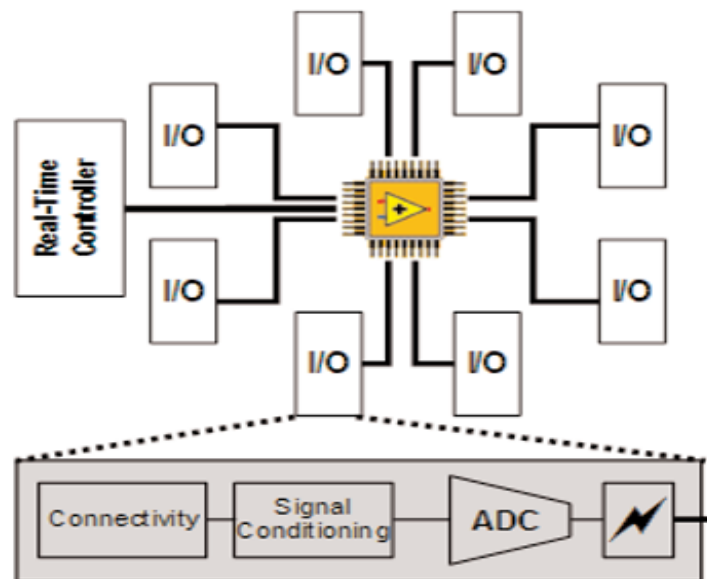 I/O
I/O
I/O
I/O
Real-Time
Controller
+
I/O
I/O
I/O
I/O
Connectivity
Signal
Conditioning
ADC